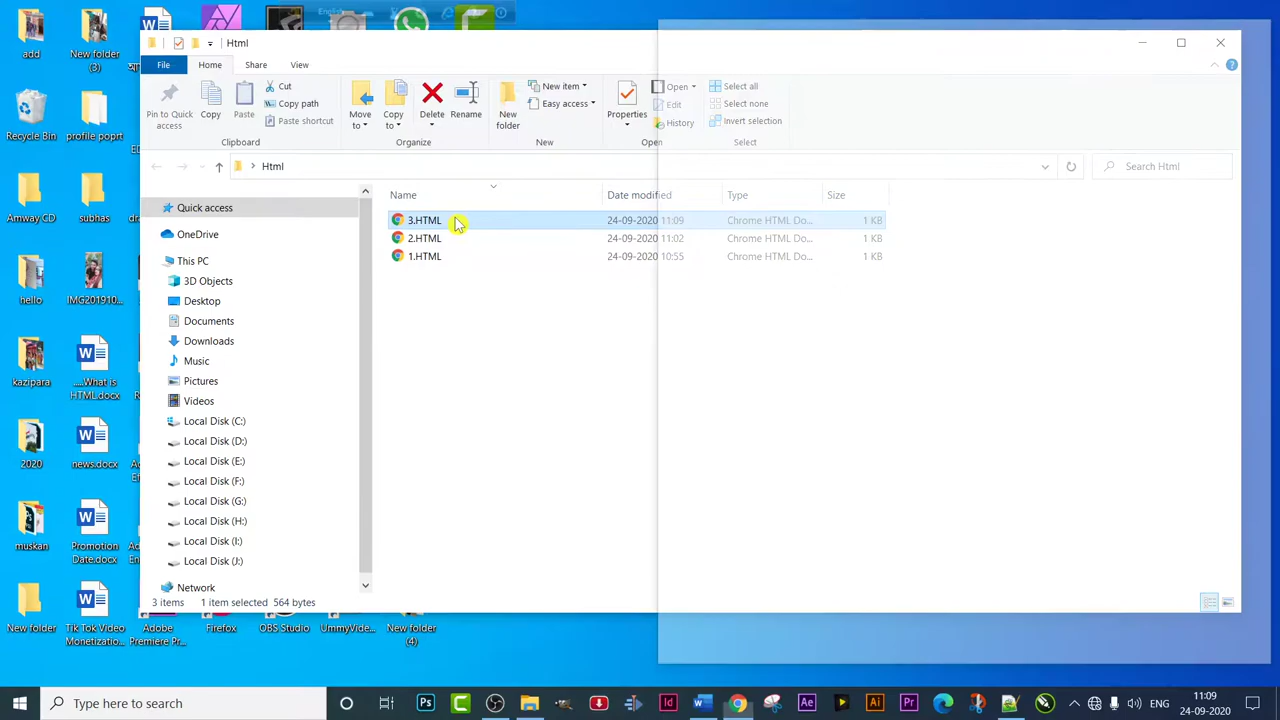 English
add
New folder (3)
Recycle Bin
profile poprt
Amway CD
subhas
hello
IMG201910...
kazipara
.....What is HTML.docx
2020
news.docx
muskan
Promotion Date.docx
New folder
Tik Tok Video Monetizatio...
Adobe Premiere Pr...
Firefox
OBS Studio
UmmyVide...
New folder (4)
Html
File Home Share View
Pin to Quick access
Copy
Paste
Cut
Copy path
Paste shortcut
Clipboard
Move to
Copy to
Delete
Rename
Organize
New folder
New item
Easy access
New
Properties
Open
Edit
History
Open
Select all
Select none
Invert selection
Select
Html
Search Html
Name Date modified Type Size
3.HTML 24-09-2020 11:09 Chrome HTML Do... 1 KB
2.HTML 24-09-2020 11:02 Chrome HTML Do... 1 KB
1.HTML 24-09-2020 10:55 Chrome HTML Do... 1 KB
Quick access
OneDrive
This PC
3D Objects
Desktop
Documents
Downloads
Music
Pictures
Videos
Local Disk (C:)
Local Disk (D:)
Local Disk (E:)
Local Disk (F:)
Local Disk (G:)
Local Disk (H:)
Local Disk (I:)
Local Disk (J:)
Network
3 items 1 item selected 564 bytes
Type here to search
Ps
Id
Ae
Ai
Pr
ENG
11:09
24-09-2020